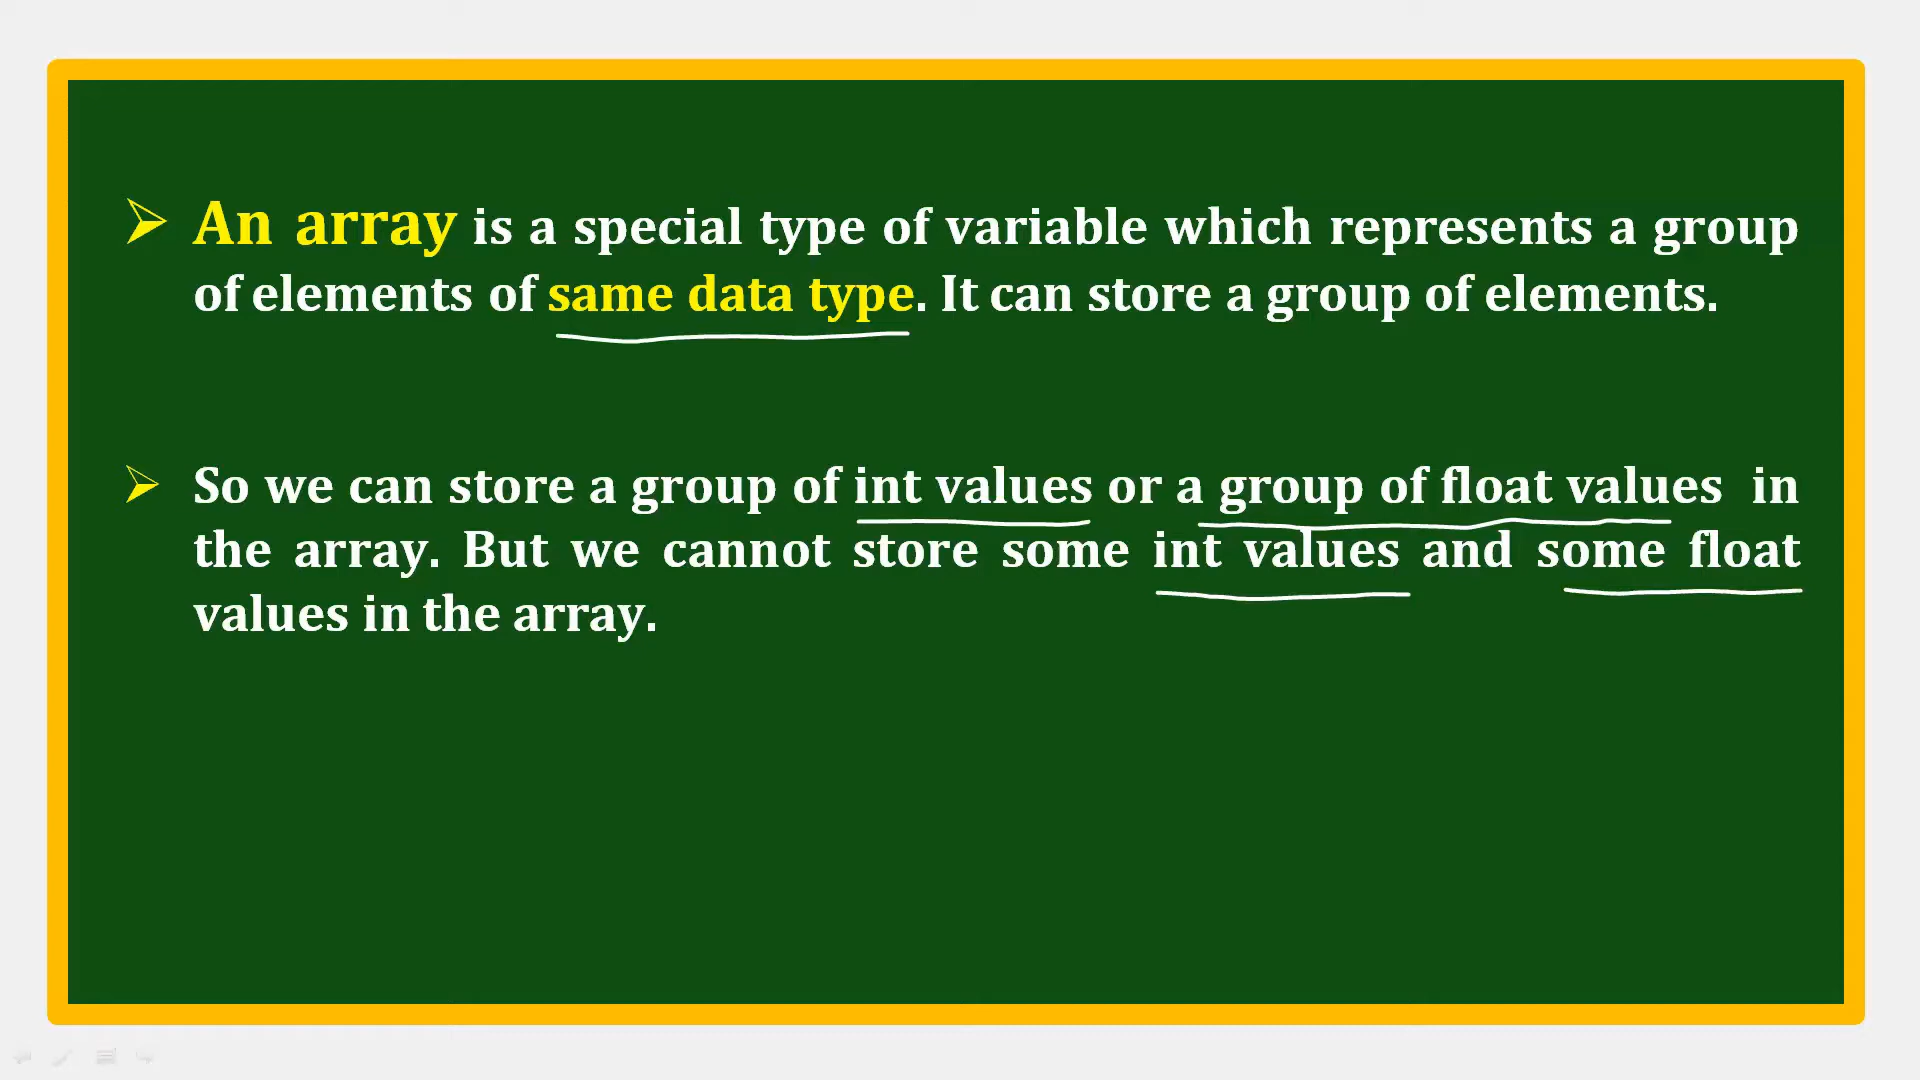 An array is a special type of variable which represents a group
of elements of same data type. It can store a group of elements.
So we can store a group of int values or a group of float values in
the array. But we cannot store some int values and some float
values in the array.